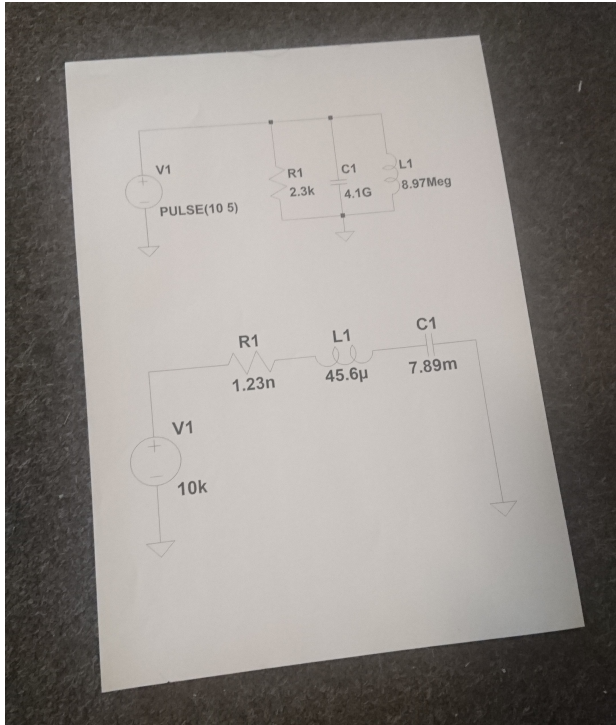 V1
PULSE(10 5)
R1
2.3k
C1
4.1G
L1
8.97Meg
R1
1.23n
L1
45.6µ
C1
7.89m
V1
10k